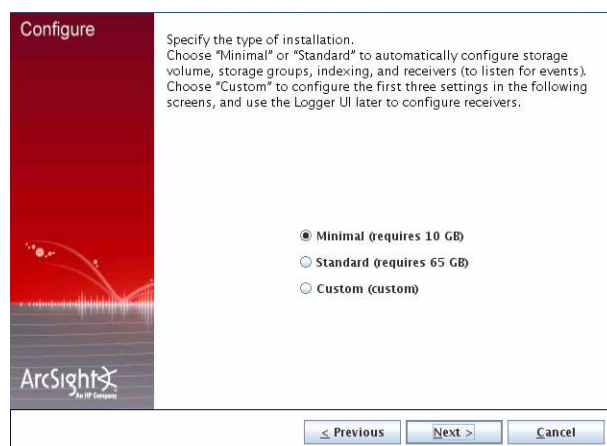 Configure
Specify the type of installation.
Choose "Minimal" or "Standard" to automatically configure storage
volume, storage groups, indexing, and receivers (to listen for events).
Choose "Custom" to configure the first three settings in the following
screens, and use the Logger UI later to configure receivers.
Minimal (requires 10 GB)
Standard (requires 65 GB)
Custom (custom)
ArcSight
An HP Company
< Previous
Next >
Cancel